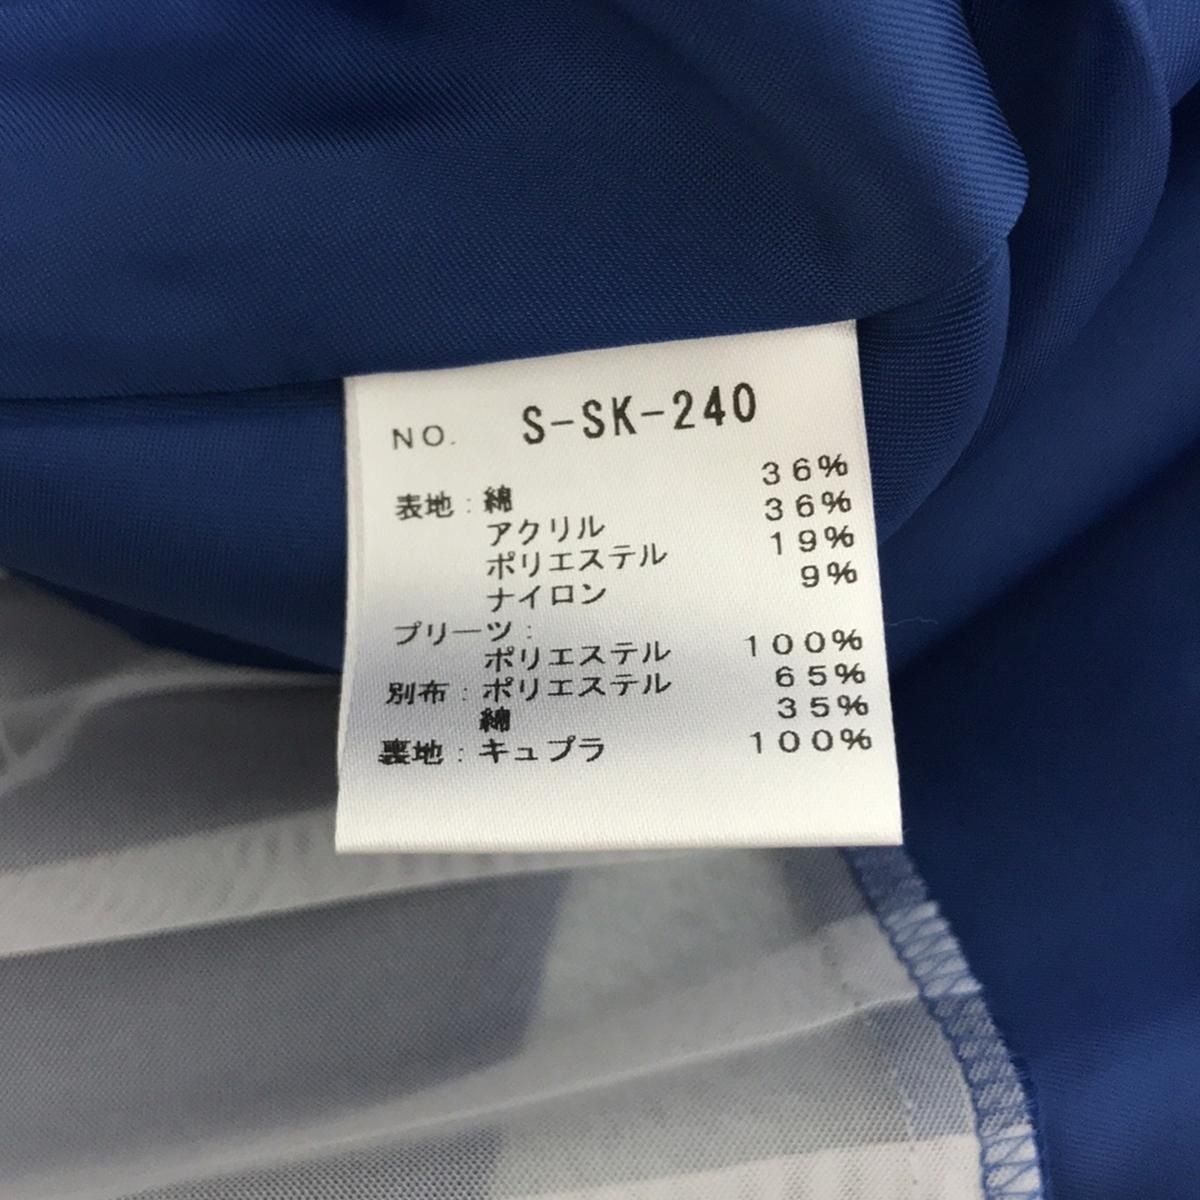 NO. S-SK-240
表地:綿 36%
アクリル 36%
ポリエステル 19%
ナイロン 9%
プリーツ:
ポリエステル 100%
別布:ポリエステル 65%
綿 35%
裏地:キュプラ 100%